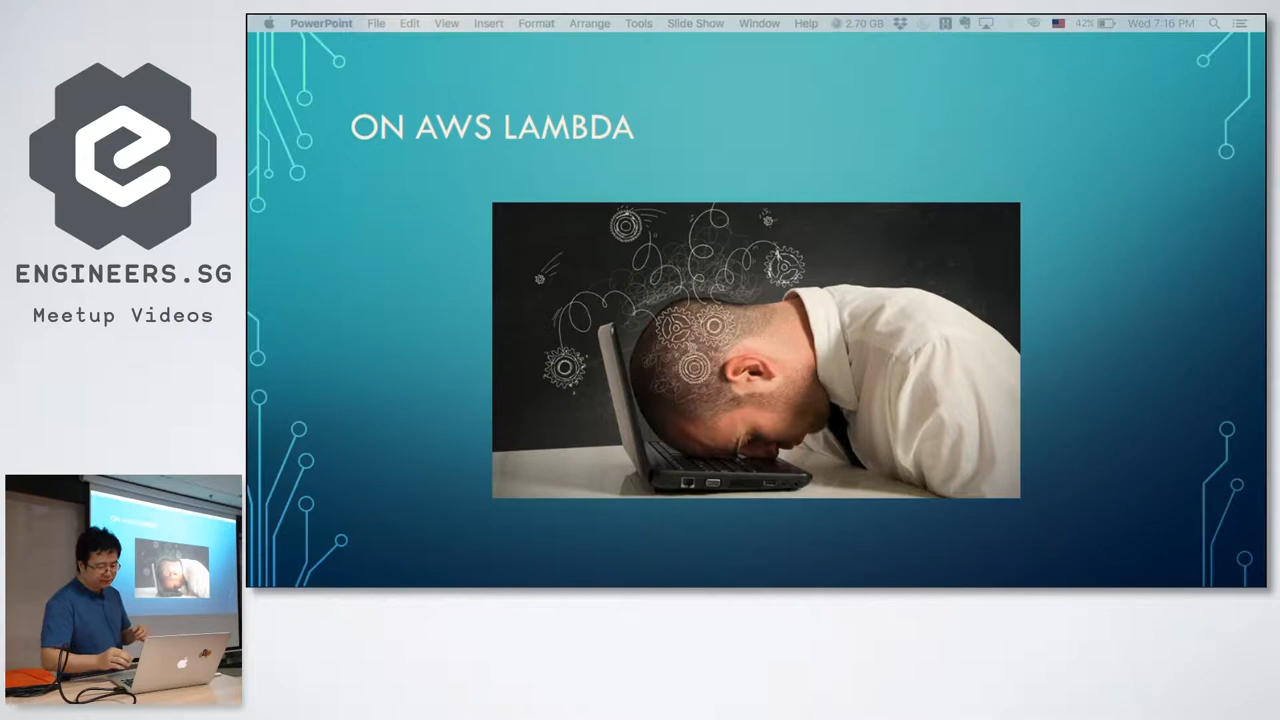 PowerPoint File Edit View Insert Format Arrange Tools Slide Show Window Help 2.70 GB 42% Wed 7:16 PM
ON AWS LAMBDA
ENGINEERS.SG
Meetup Videos